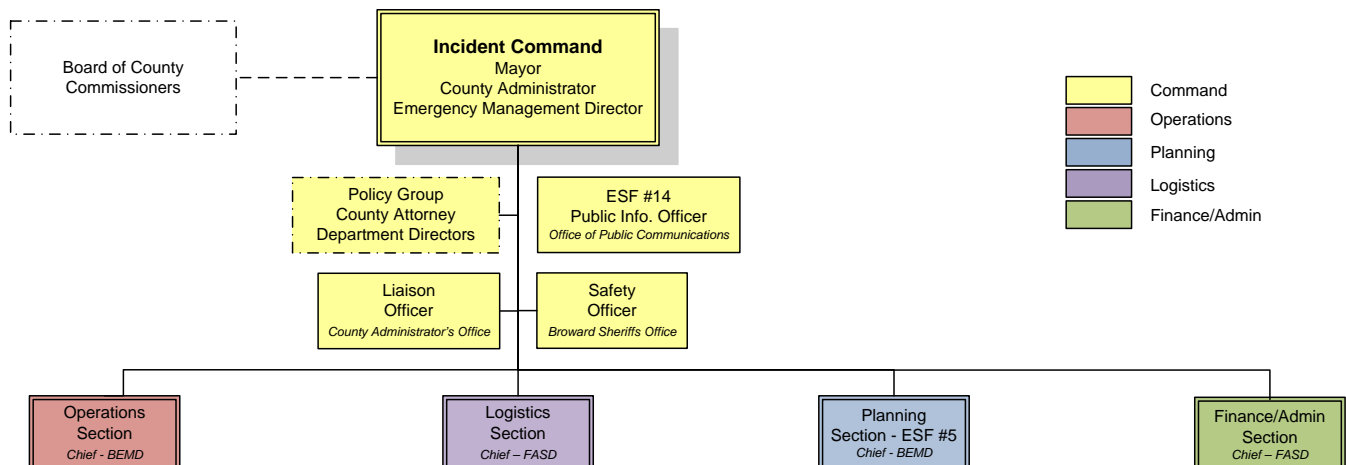 Incident Command
Mayor
County Administrator
Emergency Management Director
Board of County
Commissioners
Command
Operations
Planning
Logistics
Finance/Admin
Policy Group
County Attorney
Department Directors
ESF #14
Public Info. Officer
Office of Public Communications
Liaison
Officer
County Administrator's Office
Safety
Officer
Broward Sheriffs Office
Operations
Section
Chief - BEMD
Logistics
Section
Chief – FASD
Planning
Section - ESF #5
Chief - BEMD
Finance/Admin
Section
Chief – FASD